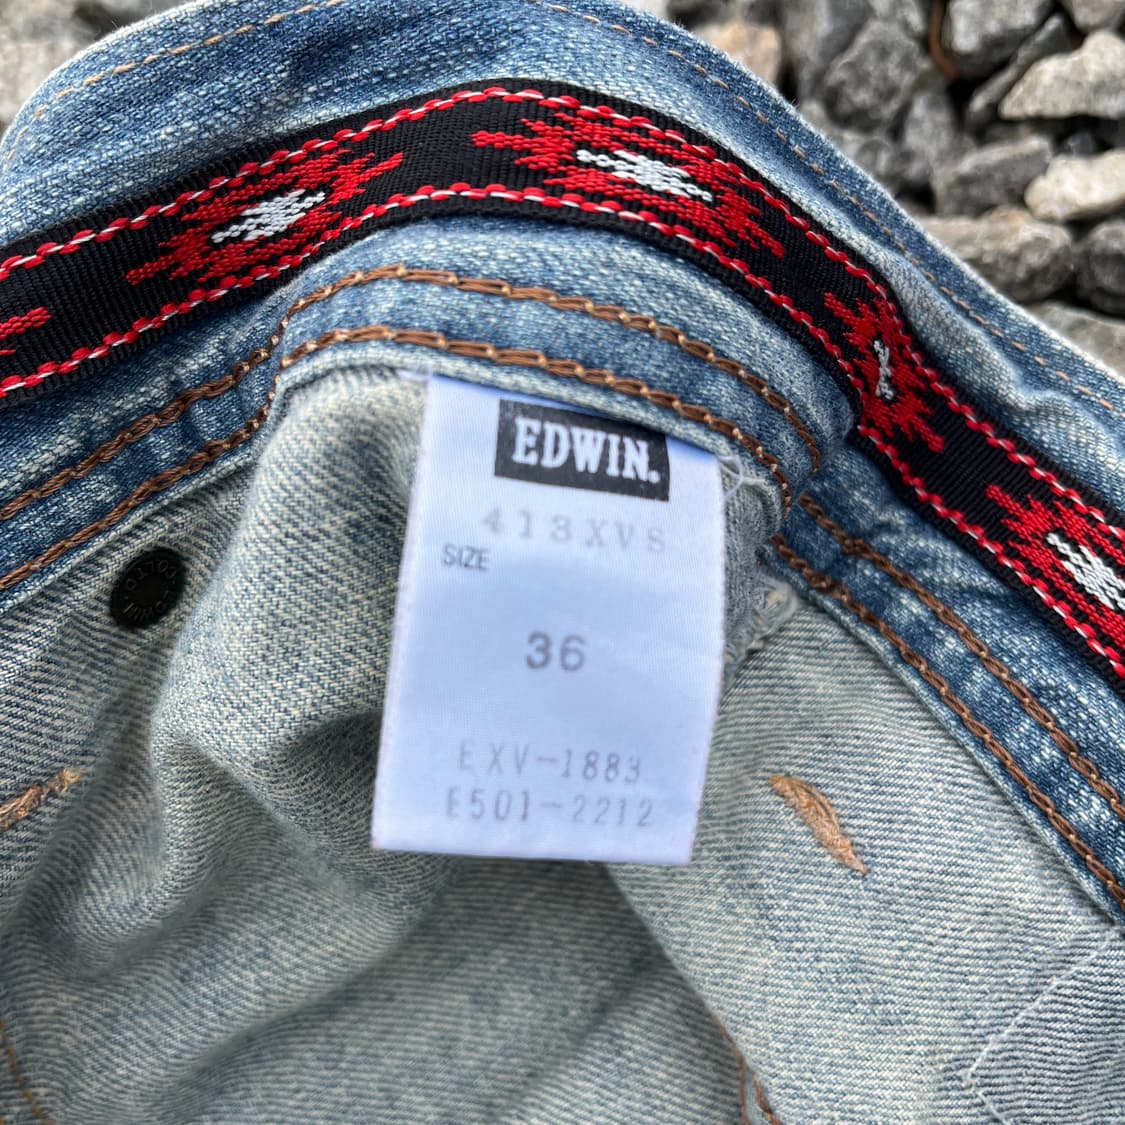 EDWIN.
413XVS
SIZE
36
EXV-1883
E501-2212